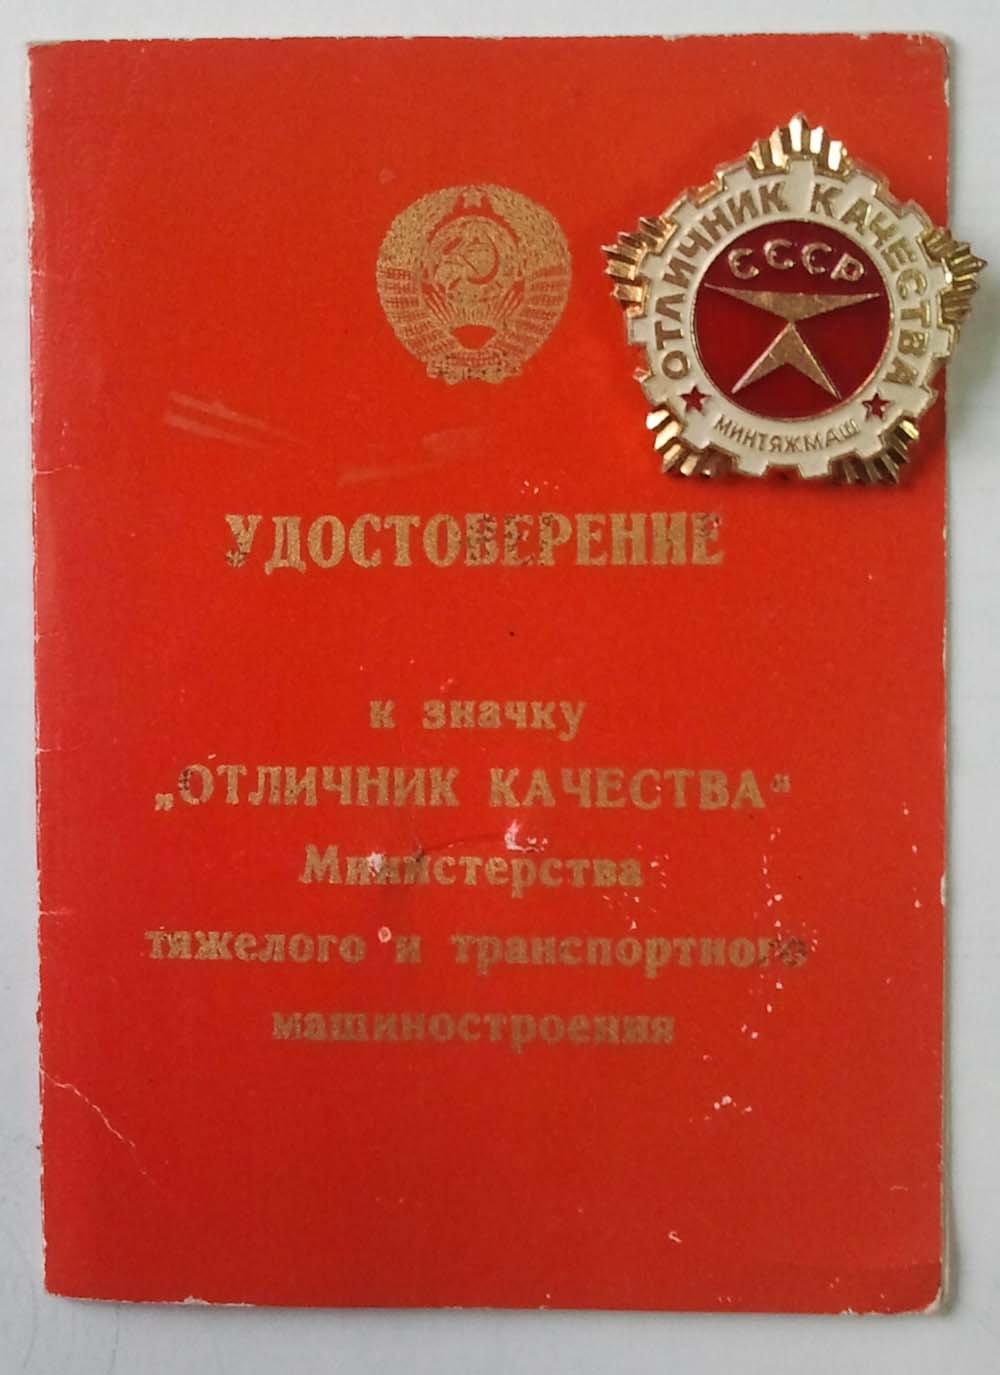 ОТЛИЧНИК КАЧЕСТВА
СССР
МИНТЯЖМАШ
УДОСТОВЕРЕНИЕ
к значку
„ОТЛИЧНИК КАЧЕСТВА“
Министерства
тяжелого и транспортного
машиностроения